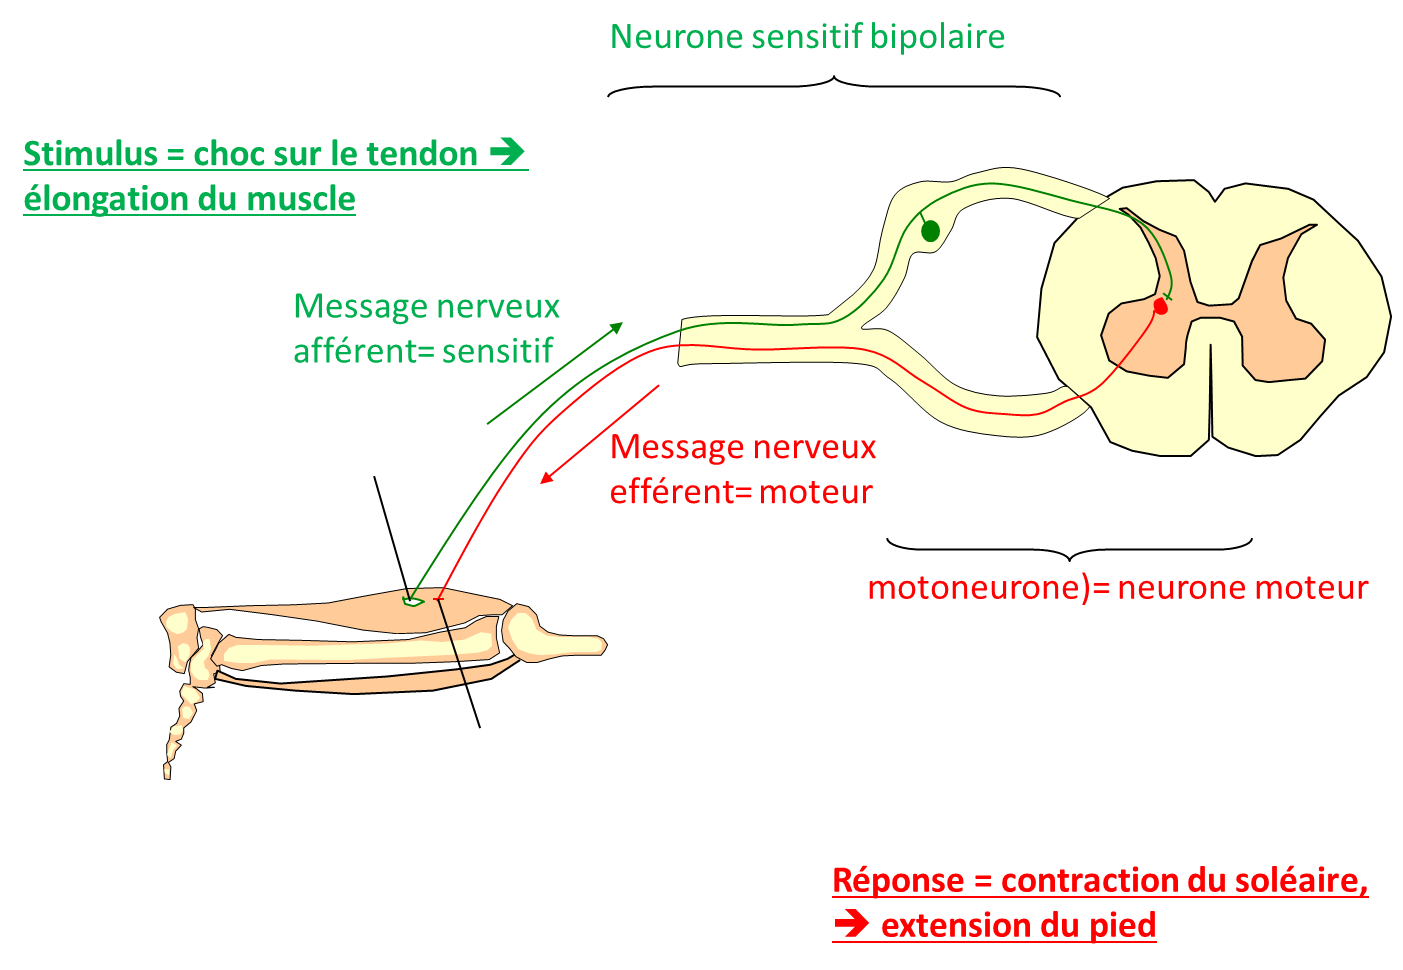 Neurone sensitif bipolaire
Stimulus = choc sur le tendon ➔
élongation du muscle
Message nerveux
afférent= sensitif
Message nerveux
efférent= moteur
motoneurone)= neurone moteur
Réponse = contraction du soléaire,
➔ extension du pied